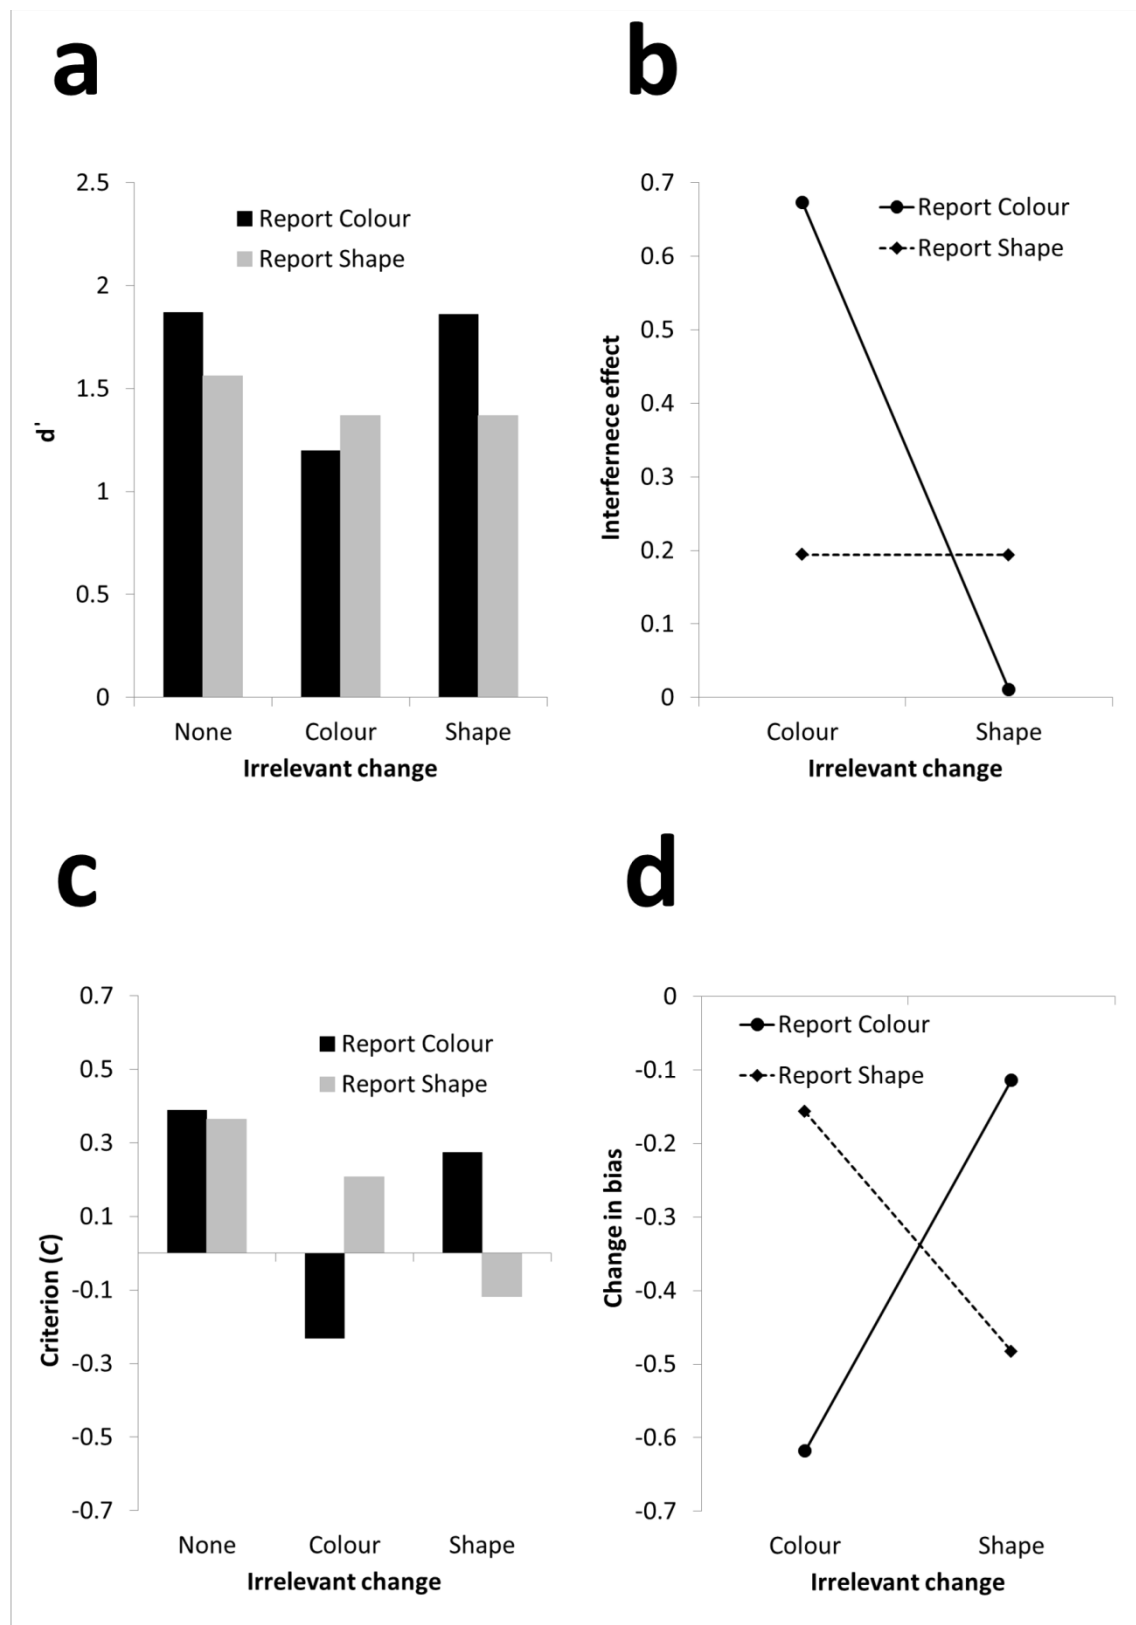 a
2.5
2
1.5
1
0.5
0
d'
Report Colour
Report Shape
None Colour Shape
Irrelevant change
b
0.7
0.6
0.5
0.4
0.3
0.2
0.1
0
Interfernece effect
Report Colour
Report Shape
Colour Shape
Irrelevant change
c
0.7
0.5
0.3
0.1
-0.1
-0.3
-0.5
-0.7
Criterion (C)
Report Colour
Report Shape
None Colour Shape
Irrelevant change
d
0
-0.1
-0.2
-0.3
-0.4
-0.5
-0.6
-0.7
Change in bias
Report Colour
Report Shape
Colour Shape
Irrelevant change